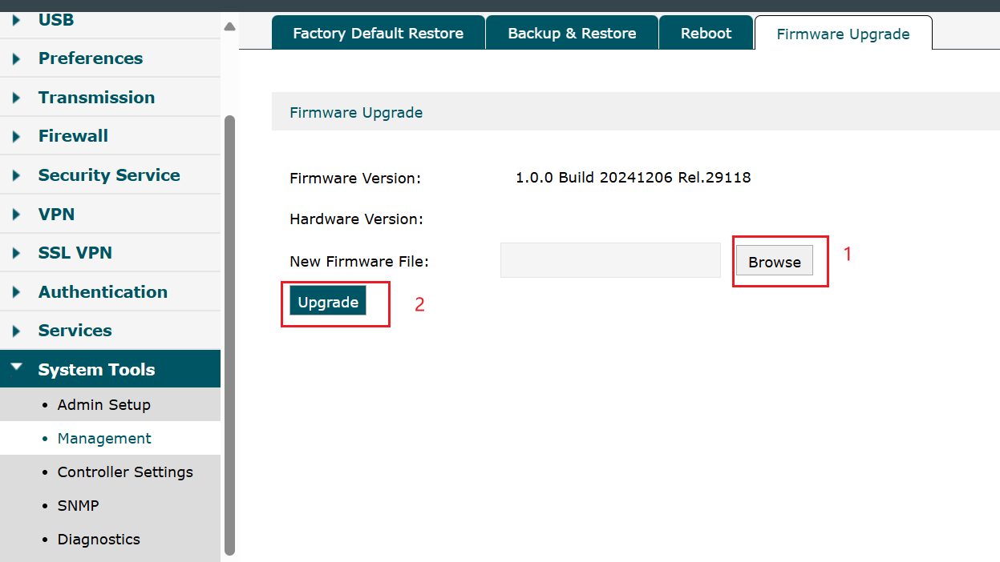 USB
Preferences
Transmission
Firewall
Security Service
VPN
SSL VPN
Authentication
Services
System Tools
Admin Setup
Management
Controller Settings
SNMP
Diagnostics
Factory Default Restore
Backup & Restore
Reboot
Firmware Upgrade
Firmware Upgrade
Firmware Version: 1.0.0 Build 20241206 Rel.29118
Hardware Version:
New Firmware File: Browse 1
Upgrade 2